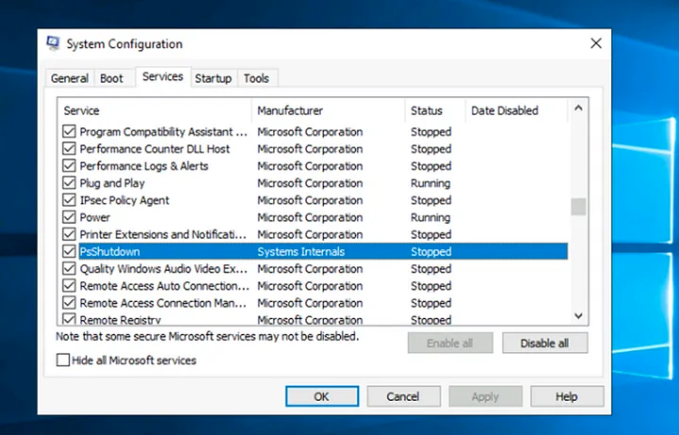 System Configuration
General Boot Services Startup Tools
Service Manufacturer Status Date Disabled
Program Compatibility Assistant ... Microsoft Corporation Stopped
Performance Counter DLL Host Microsoft Corporation Stopped
Performance Logs & Alerts Microsoft Corporation Stopped
Plug and Play Microsoft Corporation Running
IPsec Policy Agent Microsoft Corporation Stopped
Power Microsoft Corporation Running
Printer Extensions and Notificati... Microsoft Corporation Stopped
PsShutdown Systems Internals Stopped
Quality Windows Audio Video Ex... Microsoft Corporation Stopped
Remote Access Auto Connection... Microsoft Corporation Stopped
Remote Access Connection Man... Microsoft Corporation Stopped
Remote Registry Microsoft Corporation Stopped
Note that some secure Microsoft services may not be disabled.
Enable all Disable all
Hide all Microsoft services
OK Cancel Apply Help